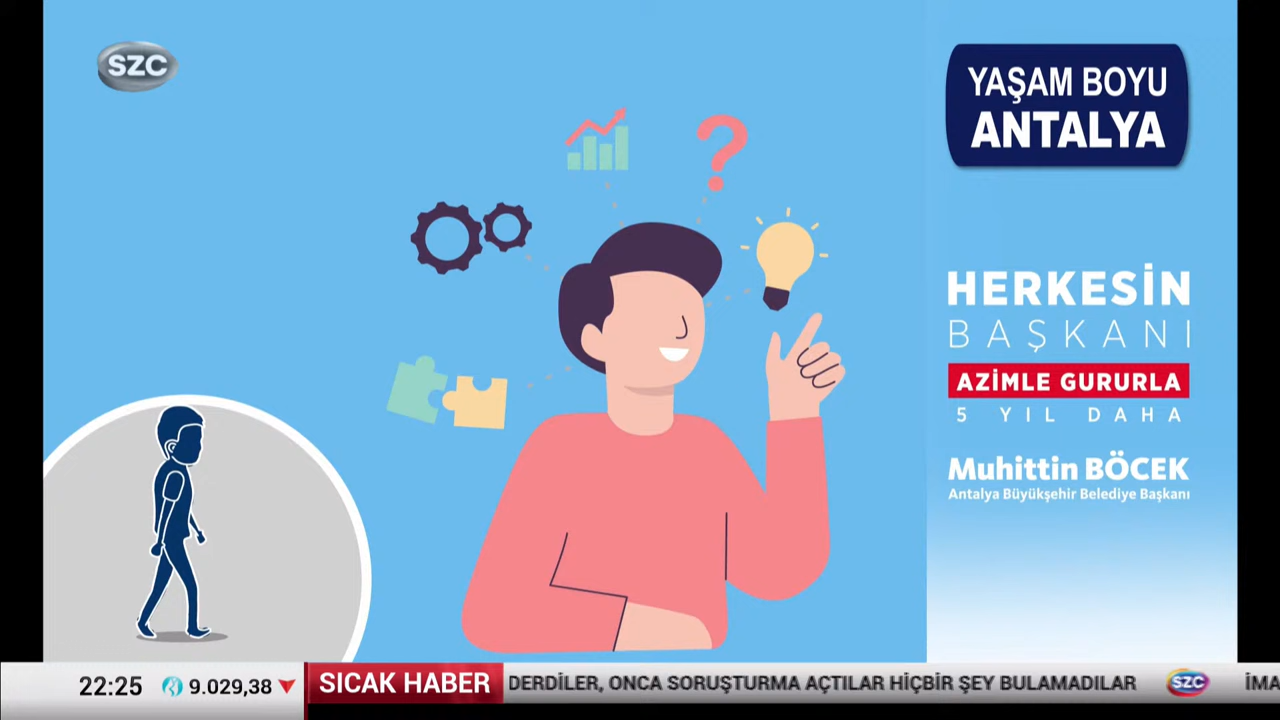 SZC
YAŞAM BOYU
ANTALYA
HERKESİN
BAŞKANI
AZİMLE GURURLA
5 YIL DAHA
Muhittin BÖCEK
Antalya Büyükşehir Belediye Başkanı
22:25 9.029,38 SICAK HABER DERDİLER, ONCA SORUŞTURMA AÇTILAR HİÇBİR ŞEY BULAMADILAR SZC İMA